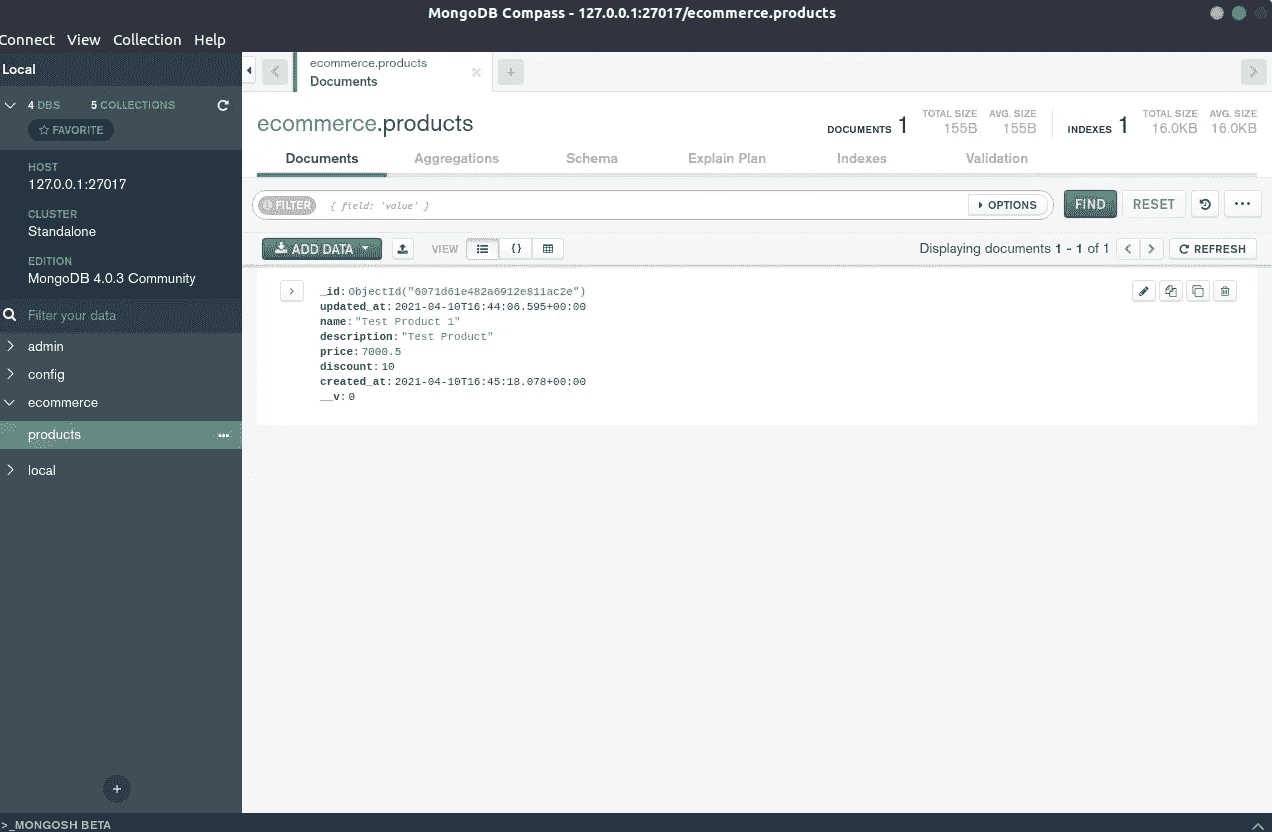 MongoDB Compass - 127.0.0.1:27017/ecommerce.products
Connect View Collection Help
Local
4 DBS 5 COLLECTIONS
FAVORITE
HOST
127.0.0.1:27017
CLUSTER
Standalone
EDITION
MongoDB 4.0.3 Community
Filter your data
admin
config
ecommerce
products
local
>_MONGOSH BETA
ecommerce.products
Documents
ecommerce.products
DOCUMENTS 1 TOTAL SIZE 155B AVG. SIZE 155B
INDEXES 1 TOTAL SIZE 16.0KB AVG. SIZE 16.0KB
Documents Aggregations Schema Explain Plan Indexes Validation
FILTER { field: 'value' } OPTIONS FIND RESET
ADD DATA VIEW { } Displaying documents 1 - 1 of 1 REFRESH
_id: ObjectId("6071d61e482a6912e811ac2e")
updated_at: 2021-04-10T16:44:06.595+00:00
name: "Test Product 1"
description: "Test Product"
price: 7000.5
discount: 10
created_at: 2021-04-10T16:45:18.078+00:00
__v: 0